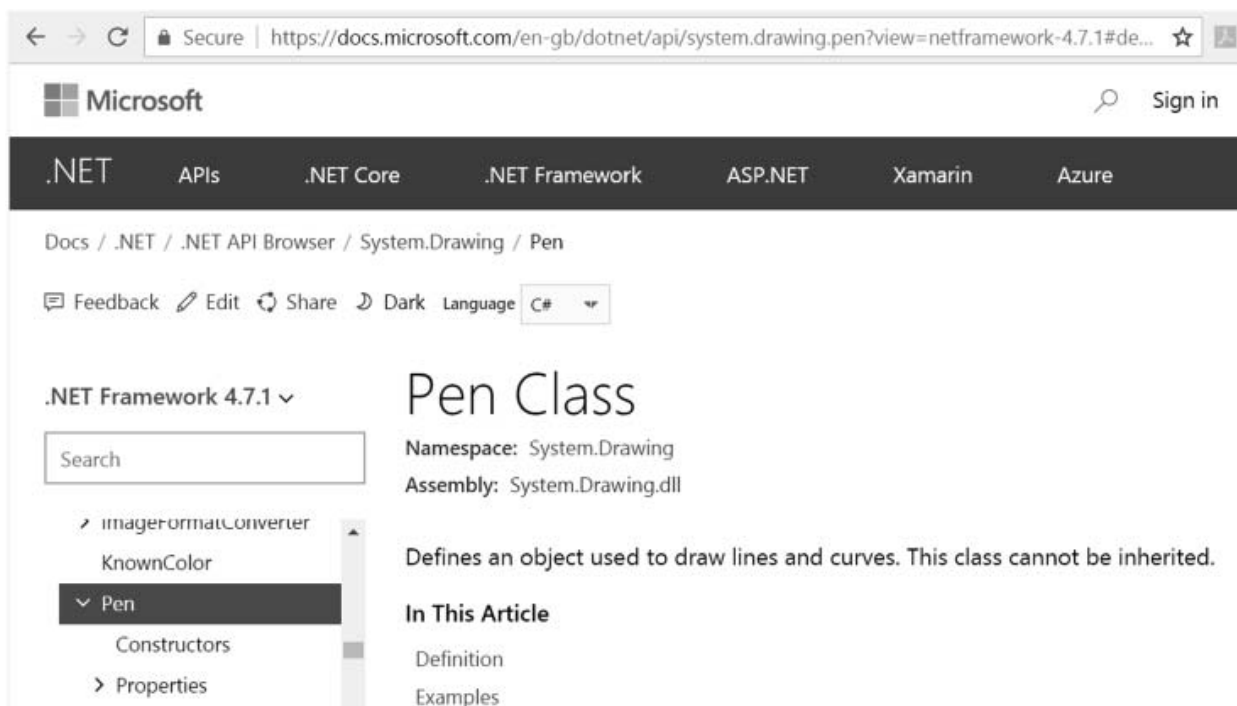 Secure | https://docs.microsoft.com/en-gb/dotnet/api/system.drawing.pen?view=netframework-4.7.1#de...
Microsoft Sign in
.NET APIs .NET Core .NET Framework ASP.NET Xamarin Azure
Docs / .NET / .NET API Browser / System.Drawing / Pen
Feedback Edit Share Dark Language C#
.NET Framework 4.7.1
Search
ImageFormatConverter
KnownColor
Pen
Constructors
Properties
Pen Class
Namespace: System.Drawing
Assembly: System.Drawing.dll
Defines an object used to draw lines and curves. This class cannot be inherited.
In This Article
Definition
Examples